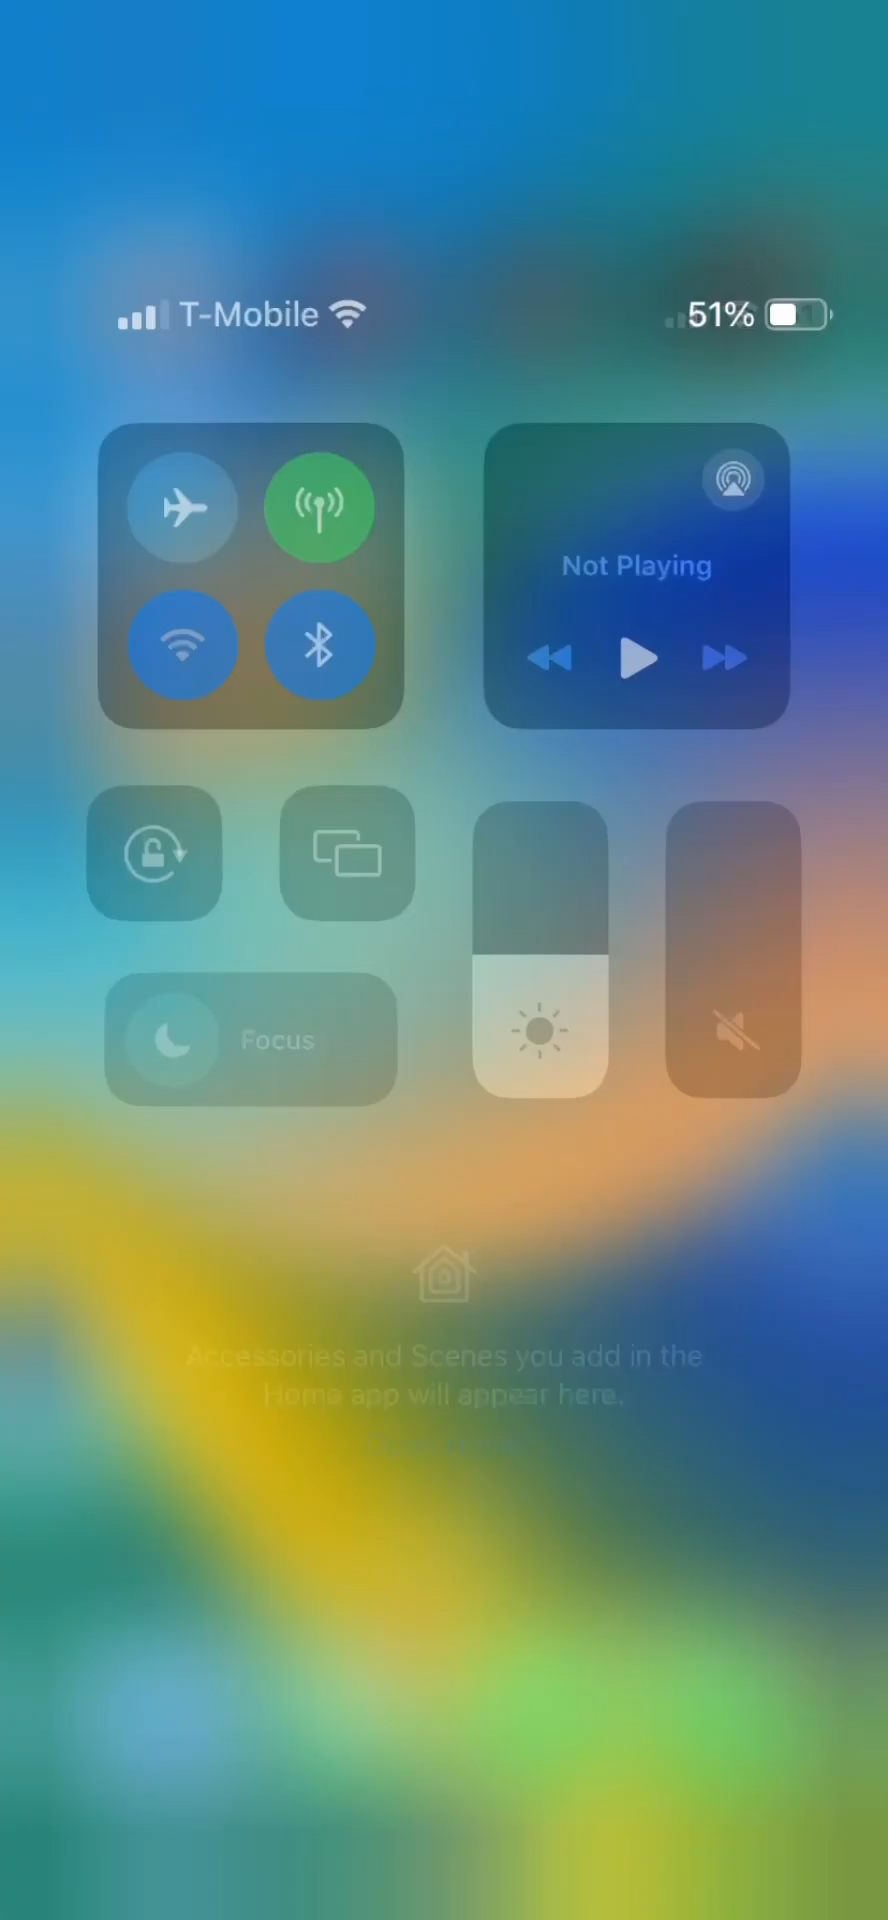 T-Mobile
51%
Not Playing
Focus
Accessories and Scenes you add in the
Home app will appear here.